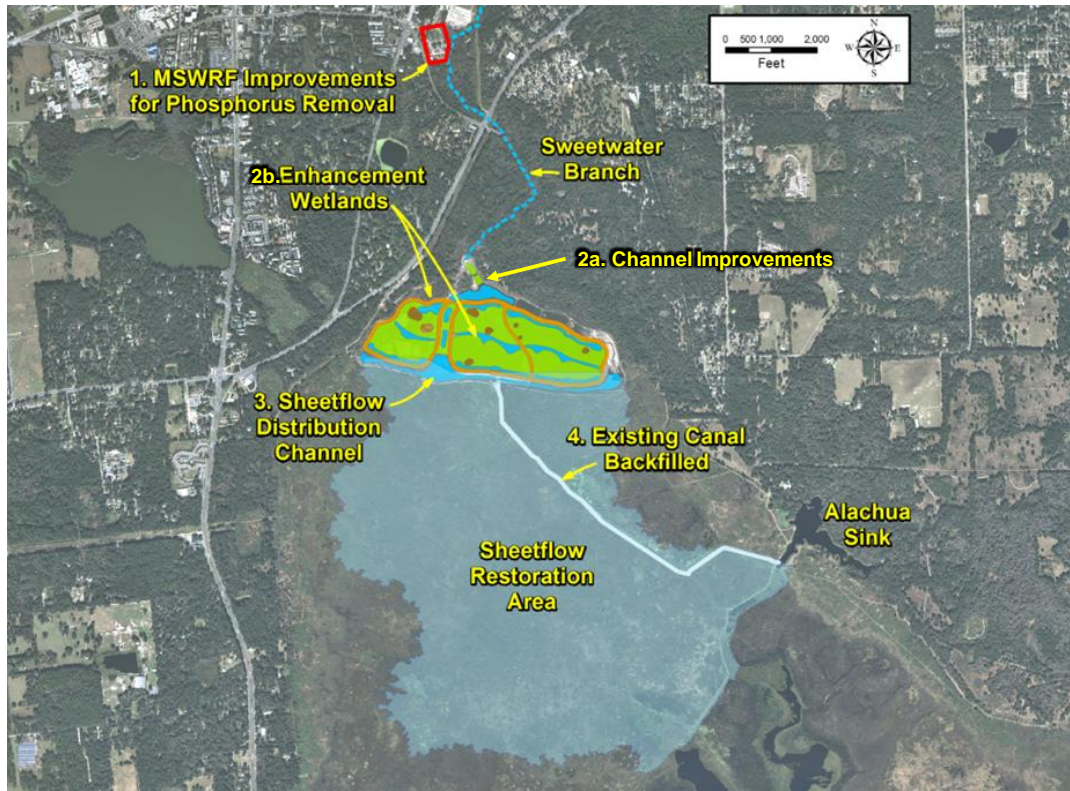 1. MSWRF Improvements
for Phosphorus Removal
0 500 1,000 2,000
Feet
N
W E
S
Sweetwater
Branch
2b.Enhancement
Wetlands
2a. Channel Improvements
3. Sheetflow
Distribution
Channel
4. Existing Canal
Backfilled
Alachua
Sink
Sheetflow
Restoration
Area